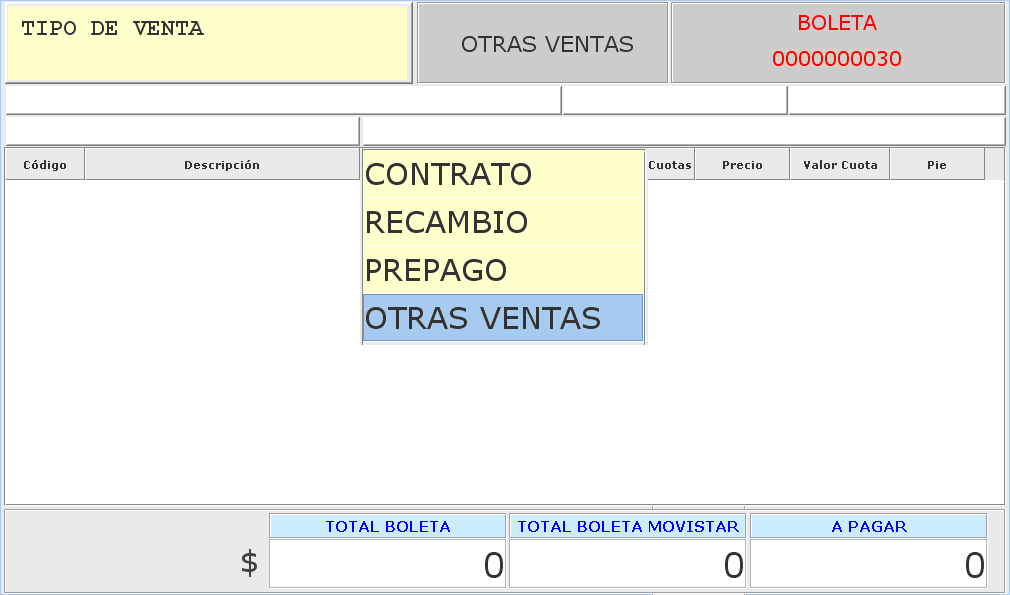 TIPO DE VENTA
OTRAS VENTAS
BOLETA
0000000030
Código
Descripción
Cuotas
Precio
Valor Cuota
Pie
CONTRATO
RECAMBIO
PREPAGO
OTRAS VENTAS
TOTAL BOLETA
TOTAL BOLETA MOVISTAR
A PAGAR
$
0
0
0